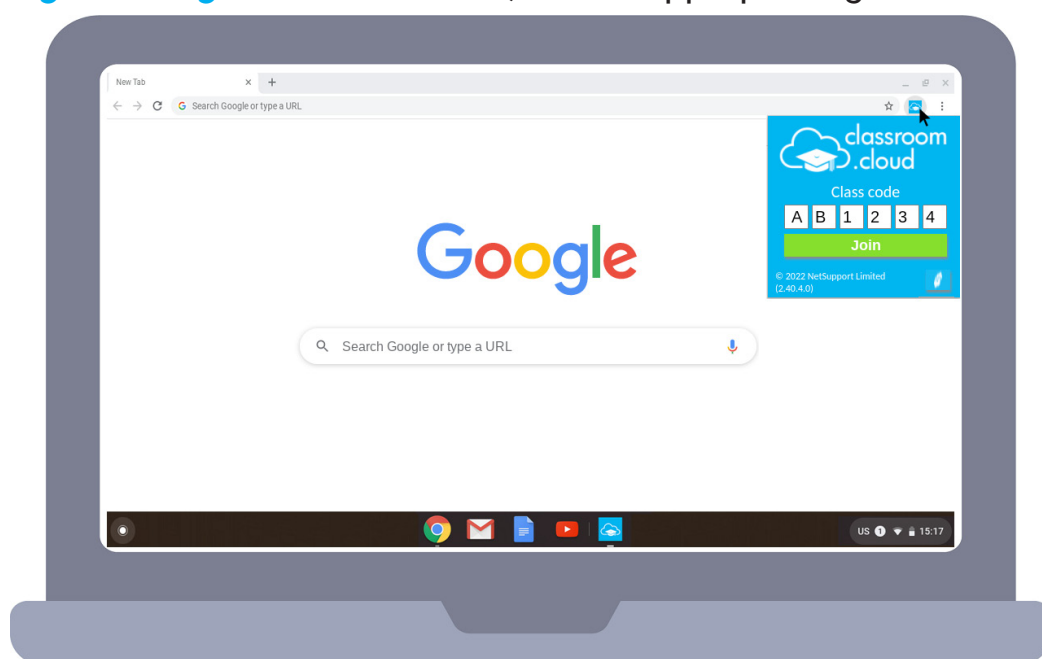 New Tab
Search Google or type a URL
classroom
.cloud
Class code
A B 1 2 3 4
Join
© 2022 NetSupport Limited
(2.40.4.0)
Google
Search Google or type a URL
US 1 15:17